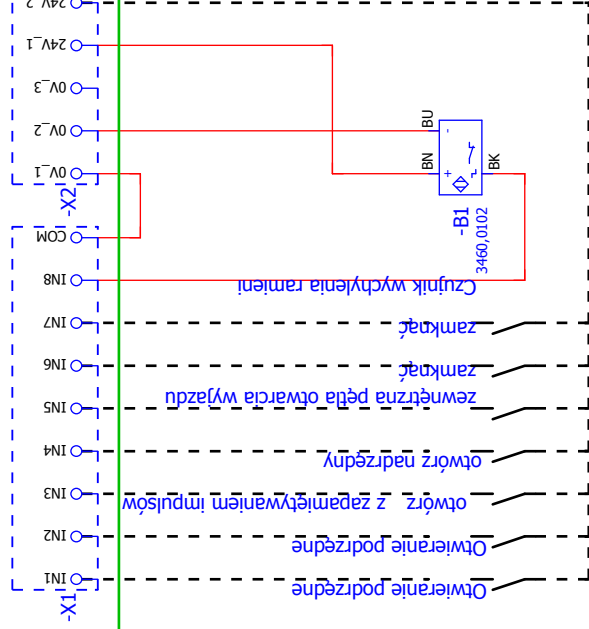 -X1
Otwieranie podrzędne IN1
Otwieranie podrzędne IN2
otwórz z zapamiętywaniem impulsów IN3
otwórz nadrzędny IN4
zewnętrzna pętla otwarcia wyjazdu IN5
zamknąć IN6
zamknąć IN7
Czujnik wychylenia ramieni IN8
COM
-X2
3460,0102
-B1
0V_1
BK
+
BN
-
BU
0V_2
0V_3
24V_1
24V_2